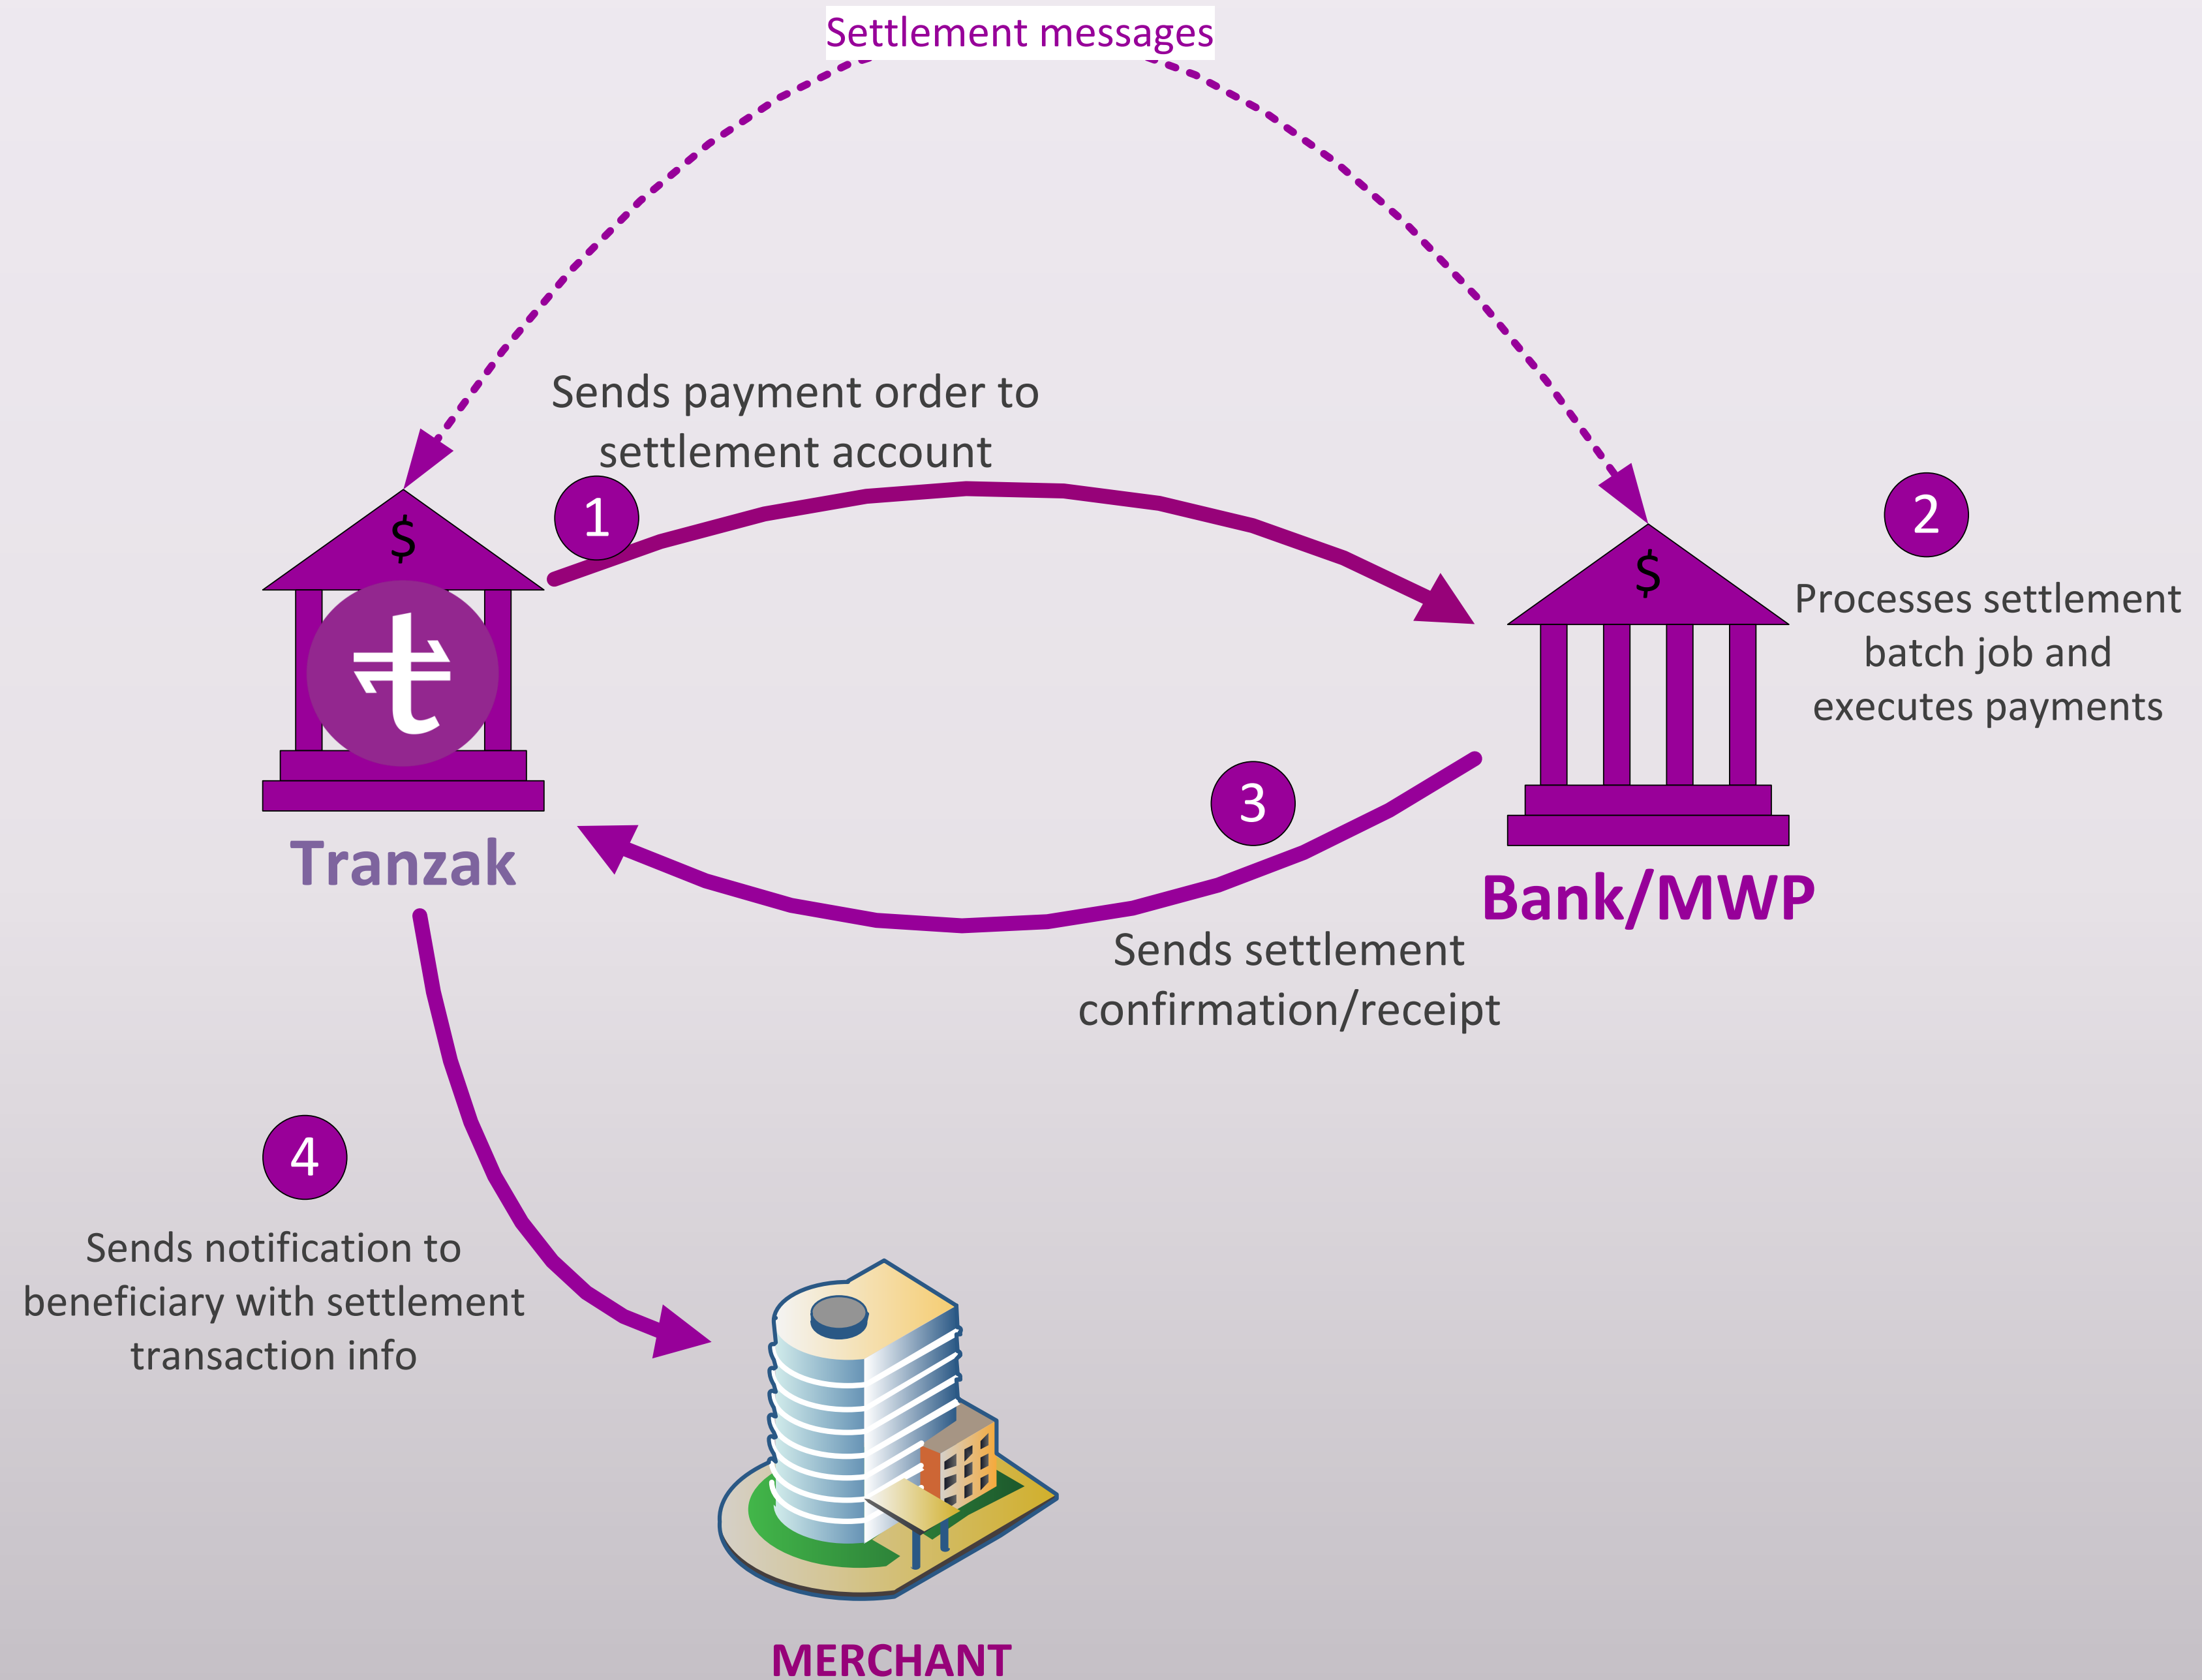 Settlement messages
Sends payment order to
settlement account
1
$
$
2
Processes settlement
batch job and
executes payments
3
Tranzak
Bank/MWP
Sends settlement
confirmation/receipt
4
Sends notification to
beneficiary with settlement
transaction info
MERCHANT